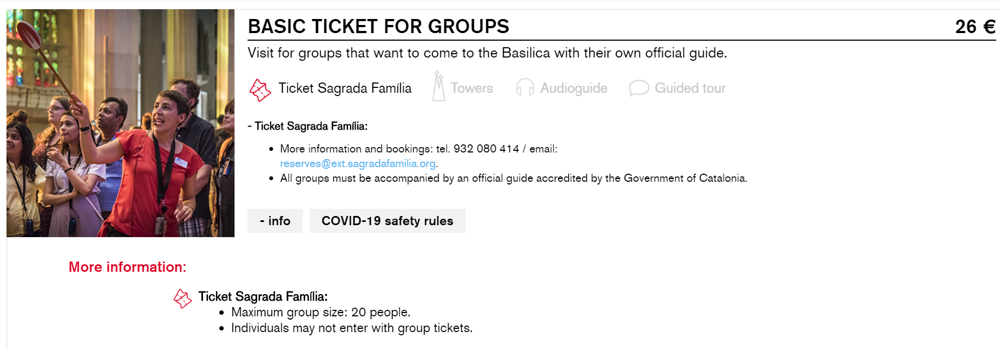 BASIC TICKET FOR GROUPS 26 €
Visit for groups that want to come to the Basilica with their own official guide.
Ticket Sagrada Família Towers Audioguide Guided tour
- Ticket Sagrada Família:
• More information and bookings: tel. 932 080 414 / email:
reserves@ext.sagradafamilia.org.
• All groups must be accompanied by an official guide accredited by the Government of Catalonia.
- info COVID-19 safety rules
More information:
Ticket Sagrada Família:
• Maximum group size: 20 people.
• Individuals may not enter with group tickets.